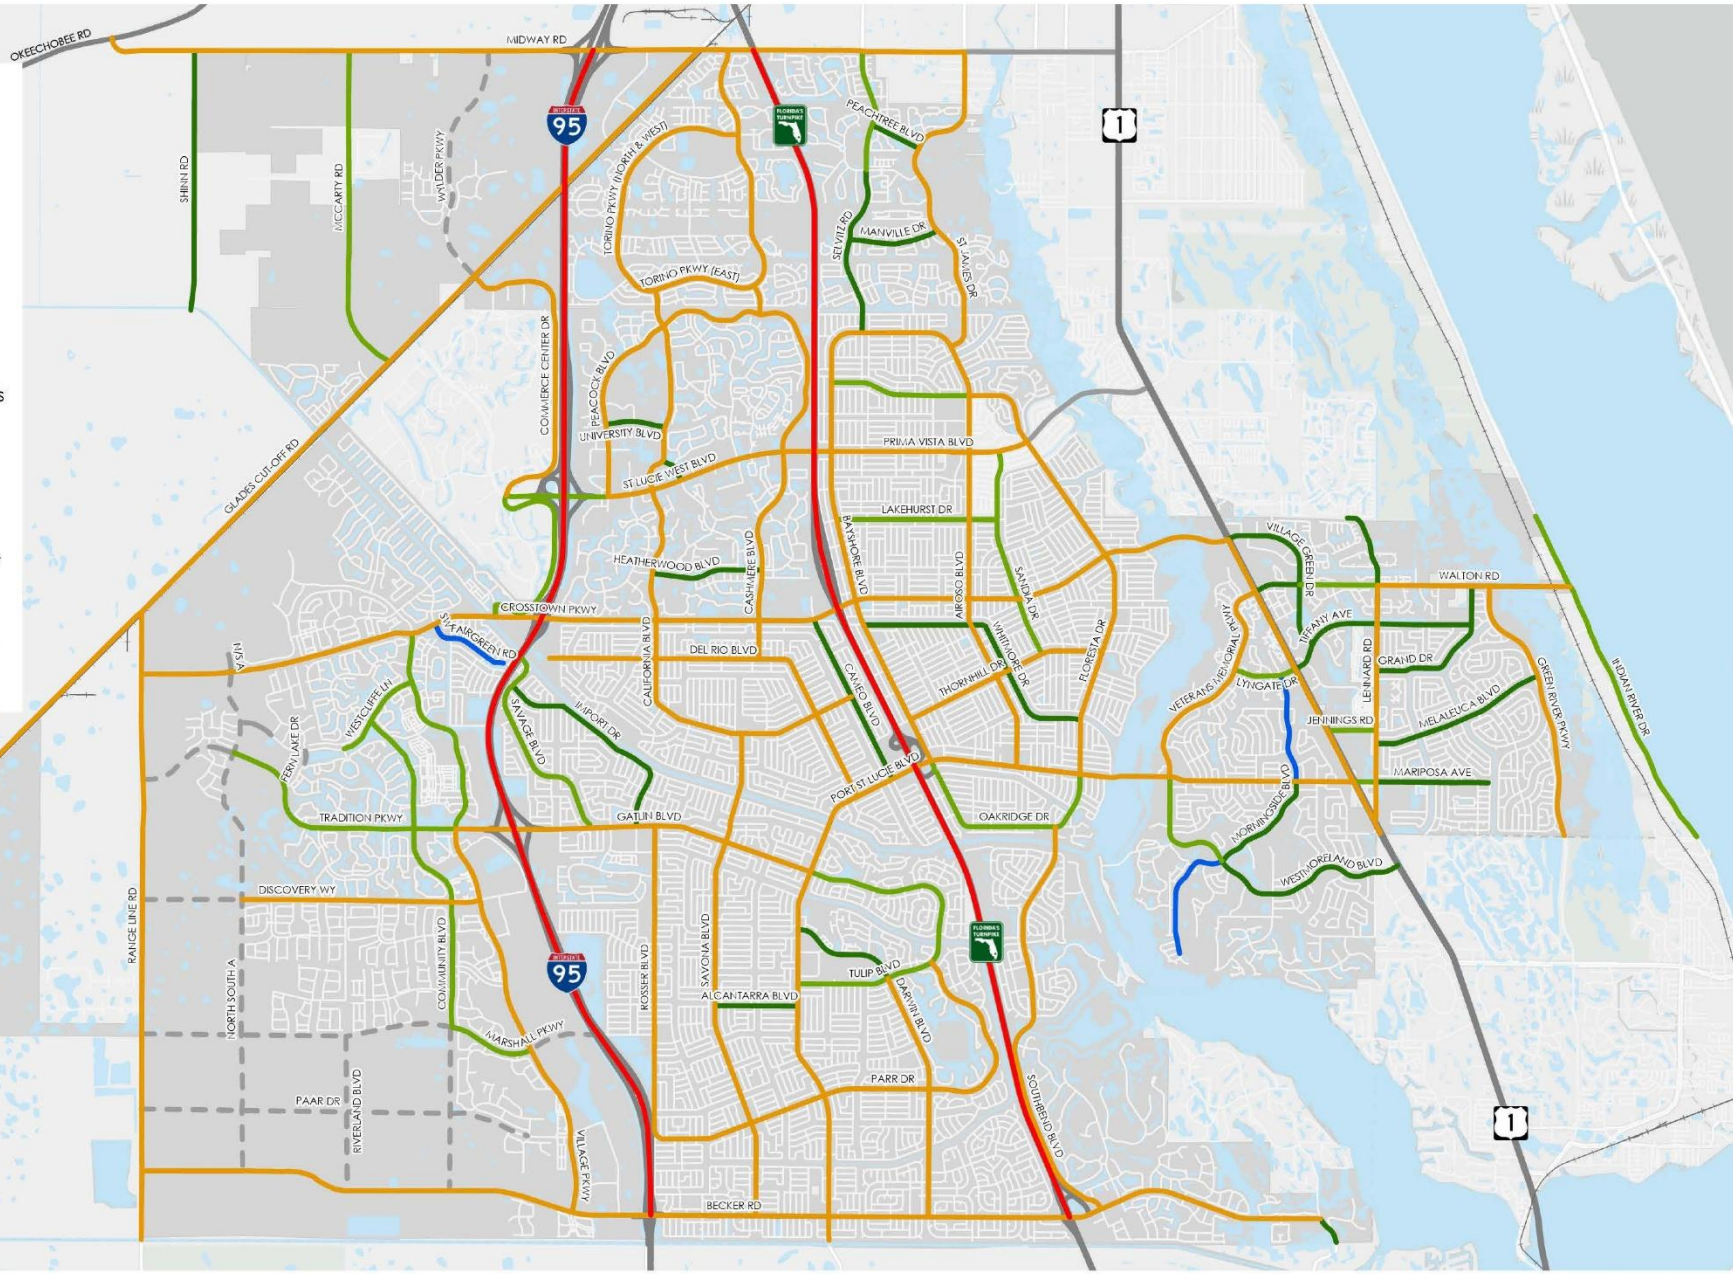 OKEECHOBEE RD
MIDWAY RD
INTERSTATE
95
FLORIDA'S
TURNPIKE
1
PEACHTREE BLVD
SHINN RD
MCCARTY RD
WYLDER PKWY
TORINO PKWY (NORTH & WEST)
SELVITZ RD
MANVILLE DR
ST JAMES DR
TORINO PKWY (EAST)
COMMERCE CENTER DR
PEACOCK BLVD
S
UNIVERSITY BLVD
PRIMA VISTA BLVD
ST LUCIE WEST BLVD
GLADES CUT-OFF RD
LAKEHURST DR
BAYSHORE BLVD
VILLAGE GREEN DR
HEATHERWOOD BLVD
CASHMERE BLVD
AIROSO BLVD
SANDIA DR
WALTON RD
CROSSTOWN PKWY
SW FAIRGREEN RD
CALIFORNIA BLVD
DEL RIO BLVD
WHITMORE DR
FLORESTA DR
VETERANS MEMORIAL PKWY
TIFFANY AVE
LENNARD RD
GRAND DR
N/S A
THORNHILL DR
LYNGATE DR
GREEN RIVER PKWY
INDIAN RIVER DR
WESTCLIFFE LN
FERN LAKE DR
SAVAGE BLVD
IMPORT DR
CAMEO BLVD
JENNINGS RD
MELALEUCA BLVD
PORT ST LUCIE BLVD
MARIPOSA AVE
TRADITION PKWY
GATLIN BLVD
OAKRIDGE DR
MORNINGSIDE BLVD
WESTMORELAND BLVD
DISCOVERY WY
RANGE LINE RD
COMMUNITY BLVD
NORTH SOUTH A
ROSSER BLVD
SAVONA BLVD
FLORIDA'S
TURNPIKE
INTERSTATE
95
TULIP BLVD
ALCANTARRA BLVD
DARWIN BLVD
MARSHALL PKWY
PARR DR
PAAR DR
RIVERLAND BLVD
SOUTHBEND BLVD
1
VILLAGE PKWY
BECKER RD